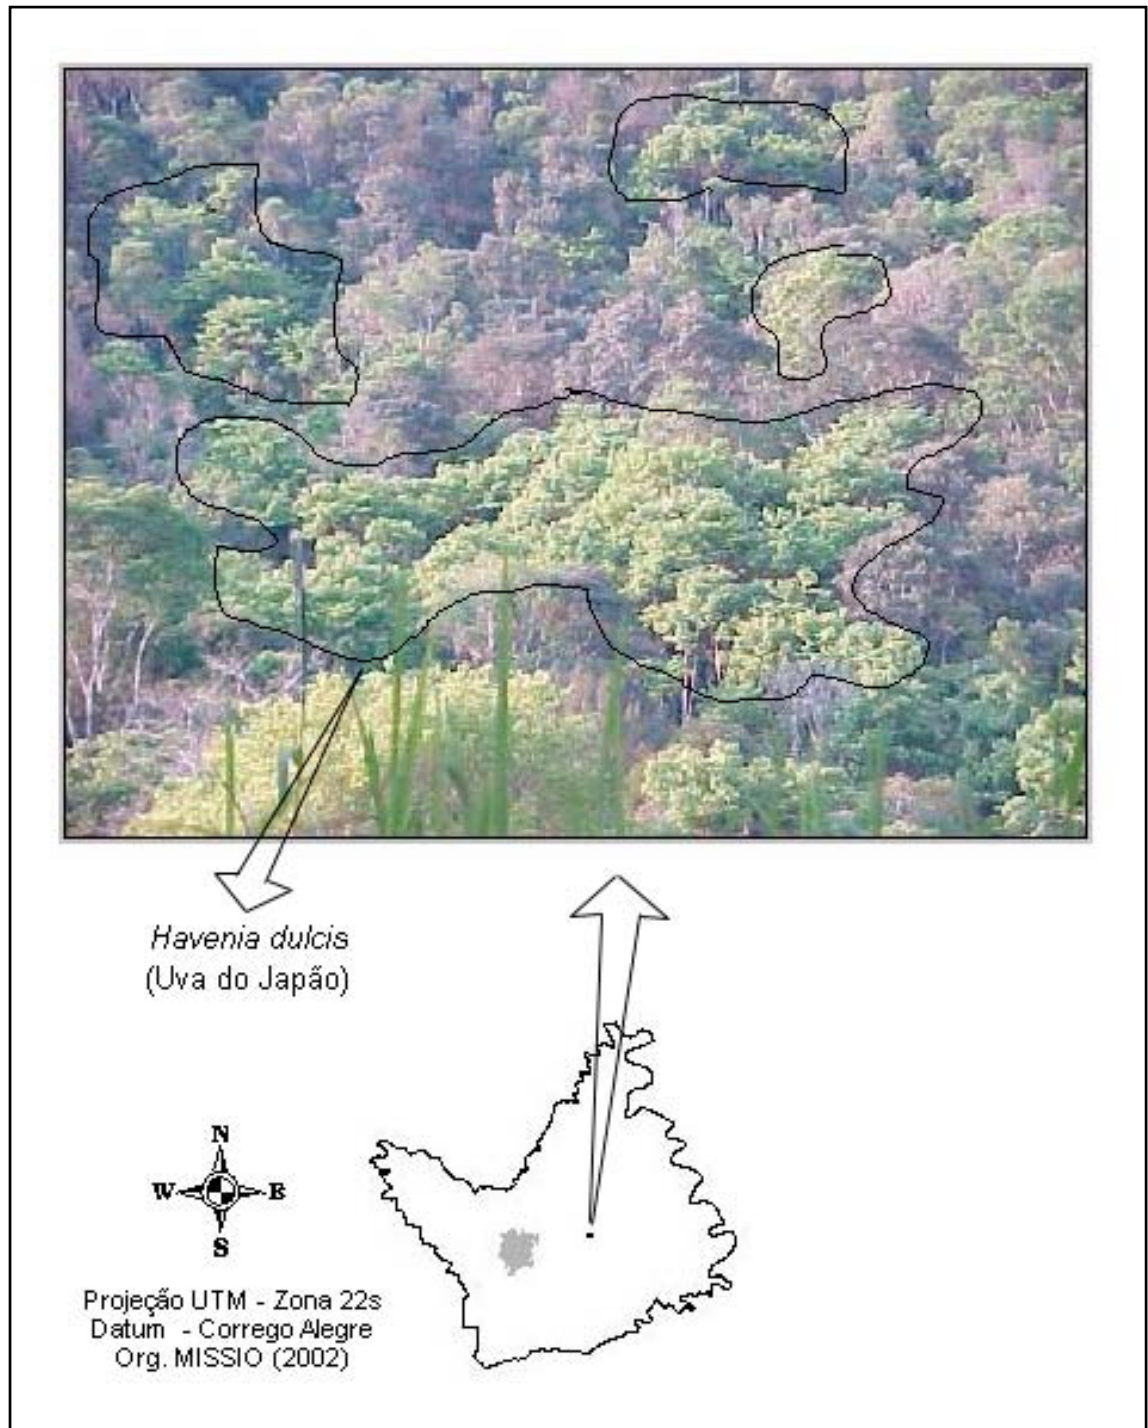 Havenia dulcis
(Uva do Japão)
N
W E
S
Projeção UTM - Zona 22s
Datum - Corrego Alegre
Org. MISSIO (2002)